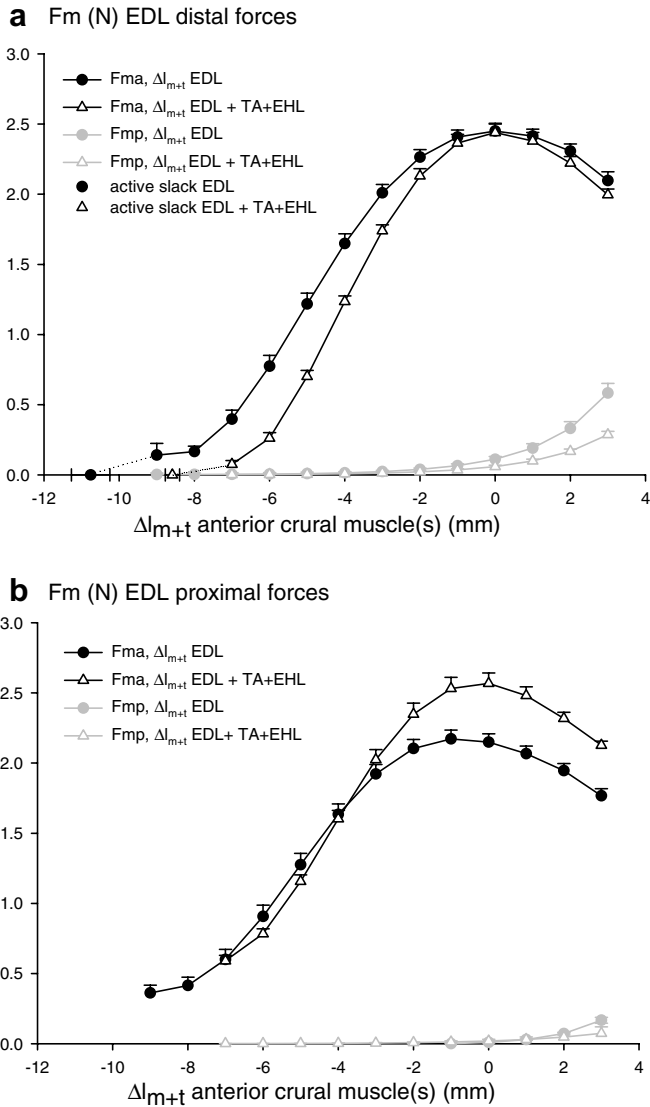 a Fm (N) EDL distal forces
3.0
Fma, Δlm+t EDL
Fma, Δlm+t EDL + TA+EHL
Fmp, Δlm+t EDL
Fmp, Δlm+t EDL + TA+EHL
active slack EDL
active slack EDL + TA+EHL
2.5
2.0
1.5
1.0
0.5
0.0
-12 -10 -8 -6 -4 -2 0 2 4
Δlm+t anterior crural muscle(s) (mm)
b Fm (N) EDL proximal forces
3.0
Fma, Δlm+t EDL
Fma, Δlm+t EDL + TA+EHL
Fmp, Δlm+t EDL
Fmp, Δlm+t EDL+ TA+EHL
2.5
2.0
1.5
1.0
0.5
0.0
-12 -10 -8 -6 -4 -2 0 2 4
Δlm+t anterior crural muscle(s) (mm)